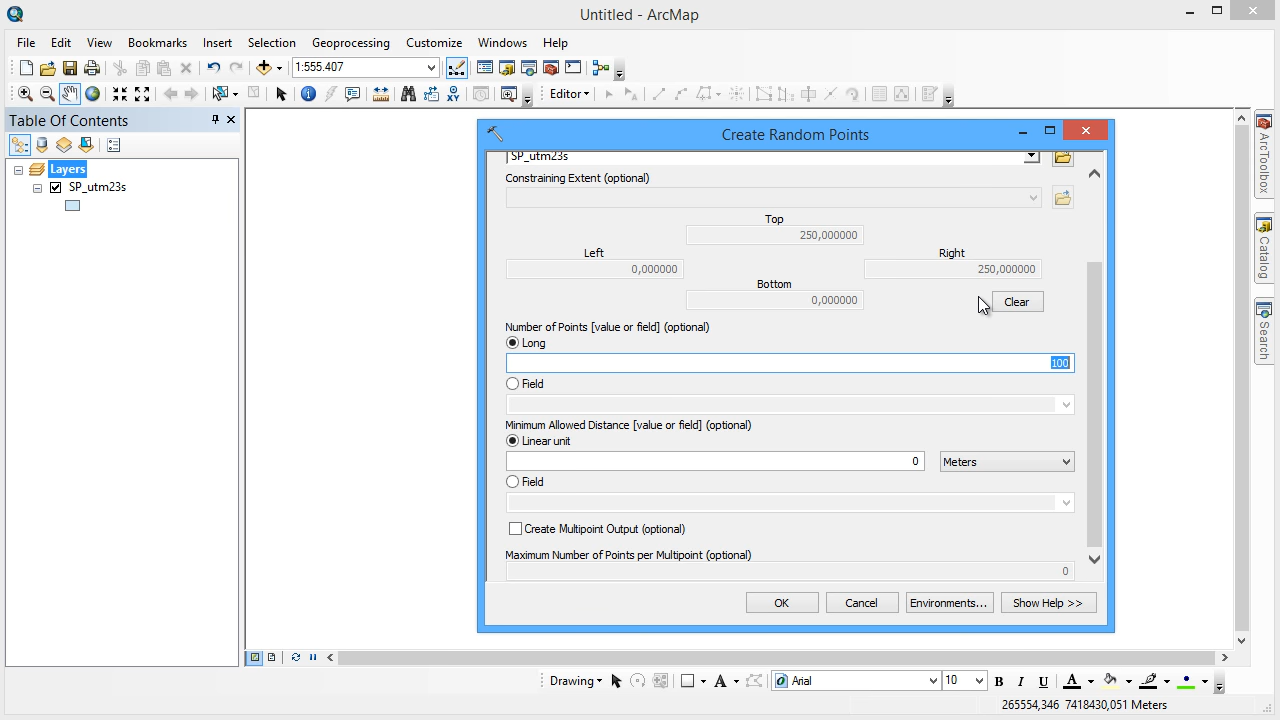 Untitled - ArcMap
File Edit View Bookmarks Insert Selection Geoprocessing Customize Windows Help
1:555.407
Editor
Table Of Contents
Layers
SP_utm23s
Create Random Points
SP_utm23s
Constraining Extent (optional)
Top
250,000000
Left
Right
0,000000
250,000000
Bottom
0,000000
Clear
Number of Points [value or field] (optional)
Long
100
Field
Minimum Allowed Distance [value or field] (optional)
Linear unit
0
Meters
Field
Create Multipoint Output (optional)
Maximum Number of Points per Multipoint (optional)
0
OK
Cancel
Environments...
Show Help >>
ArcToolbox
Catalog
Search
Drawing
A
Arial
10
B
I
U
A
265554,346 7418430,051 Meters